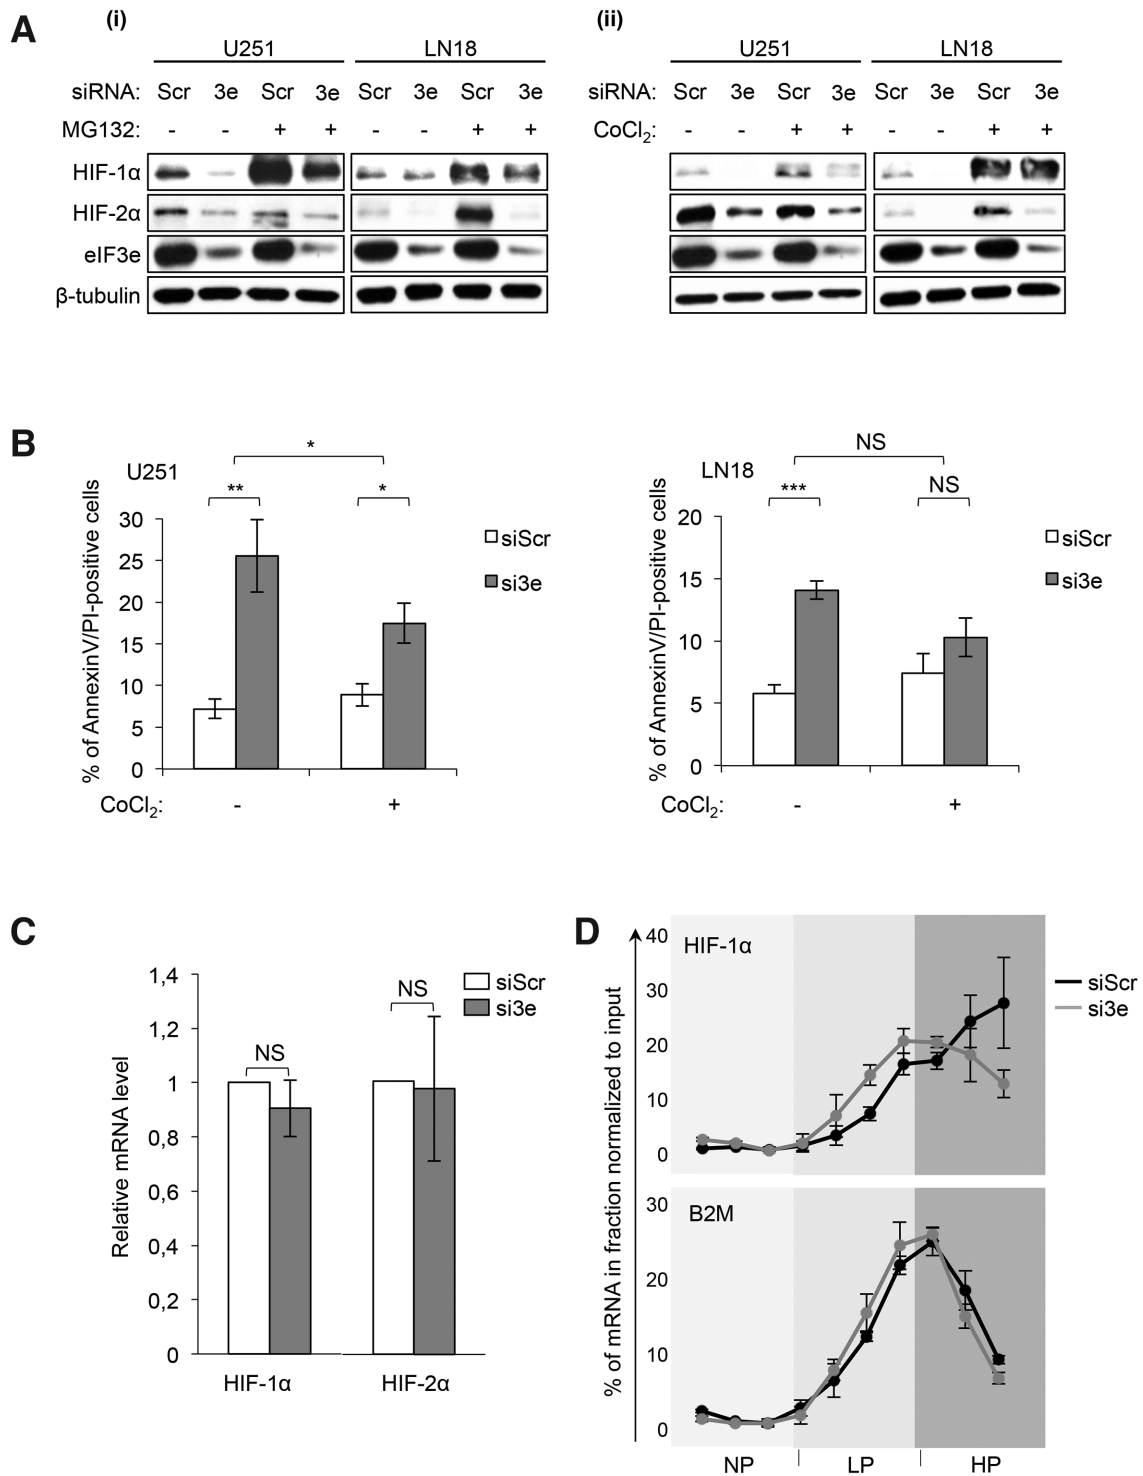 A
(i)
(ii)
U251 LN18
U251 LN18
siRNA: Scr 3e Scr 3e Scr 3e Scr 3e
siRNA: Scr 3e Scr 3e Scr 3e Scr 3e
MG132: - - + + - - + +
CoCl2: - - + + - - + +
HIF-1α
HIF-2α
eIF3e
β-tubulin
B
U251
*
** *
siScr
si3e
% of AnnexinV/PI-positive cells
30
25
20
15
10
5
0
CoCl2: - +
LN18
NS
*** NS
siScr
si3e
% of AnnexinV/PI-positive cells
20
15
10
5
0
CoCl2: - +
C
siScr
si3e
NS
NS
Relative mRNA level
1,4
1,2
1
0,8
0,6
0,4
0,2
0
HIF-1α HIF-2α
D
% of mRNA in fraction normalized to input
HIF-1α
40
30
20
10
0
siScr
si3e
B2M
30
20
10
0
NP LP HP